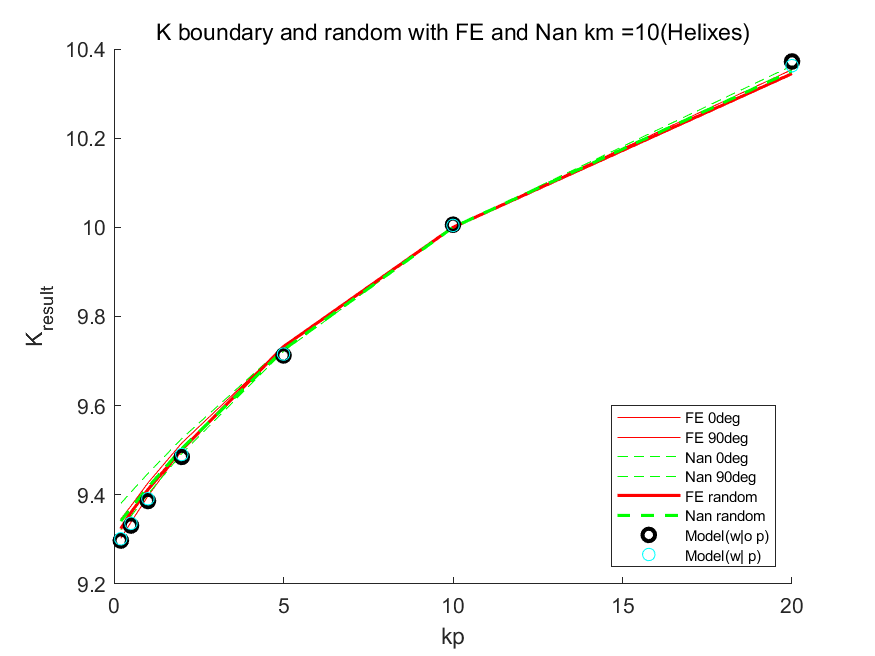 K boundary and random with FE and Nan km =10(Helixes)
10.4
10.2
10
9.8
9.6
9.4
9.2
K_result
0
5
10
15
20
kp
FE 0deg
FE 90deg
Nan 0deg
Nan 90deg
FE random
Nan random
Model(w|o p)
Model(w| p)